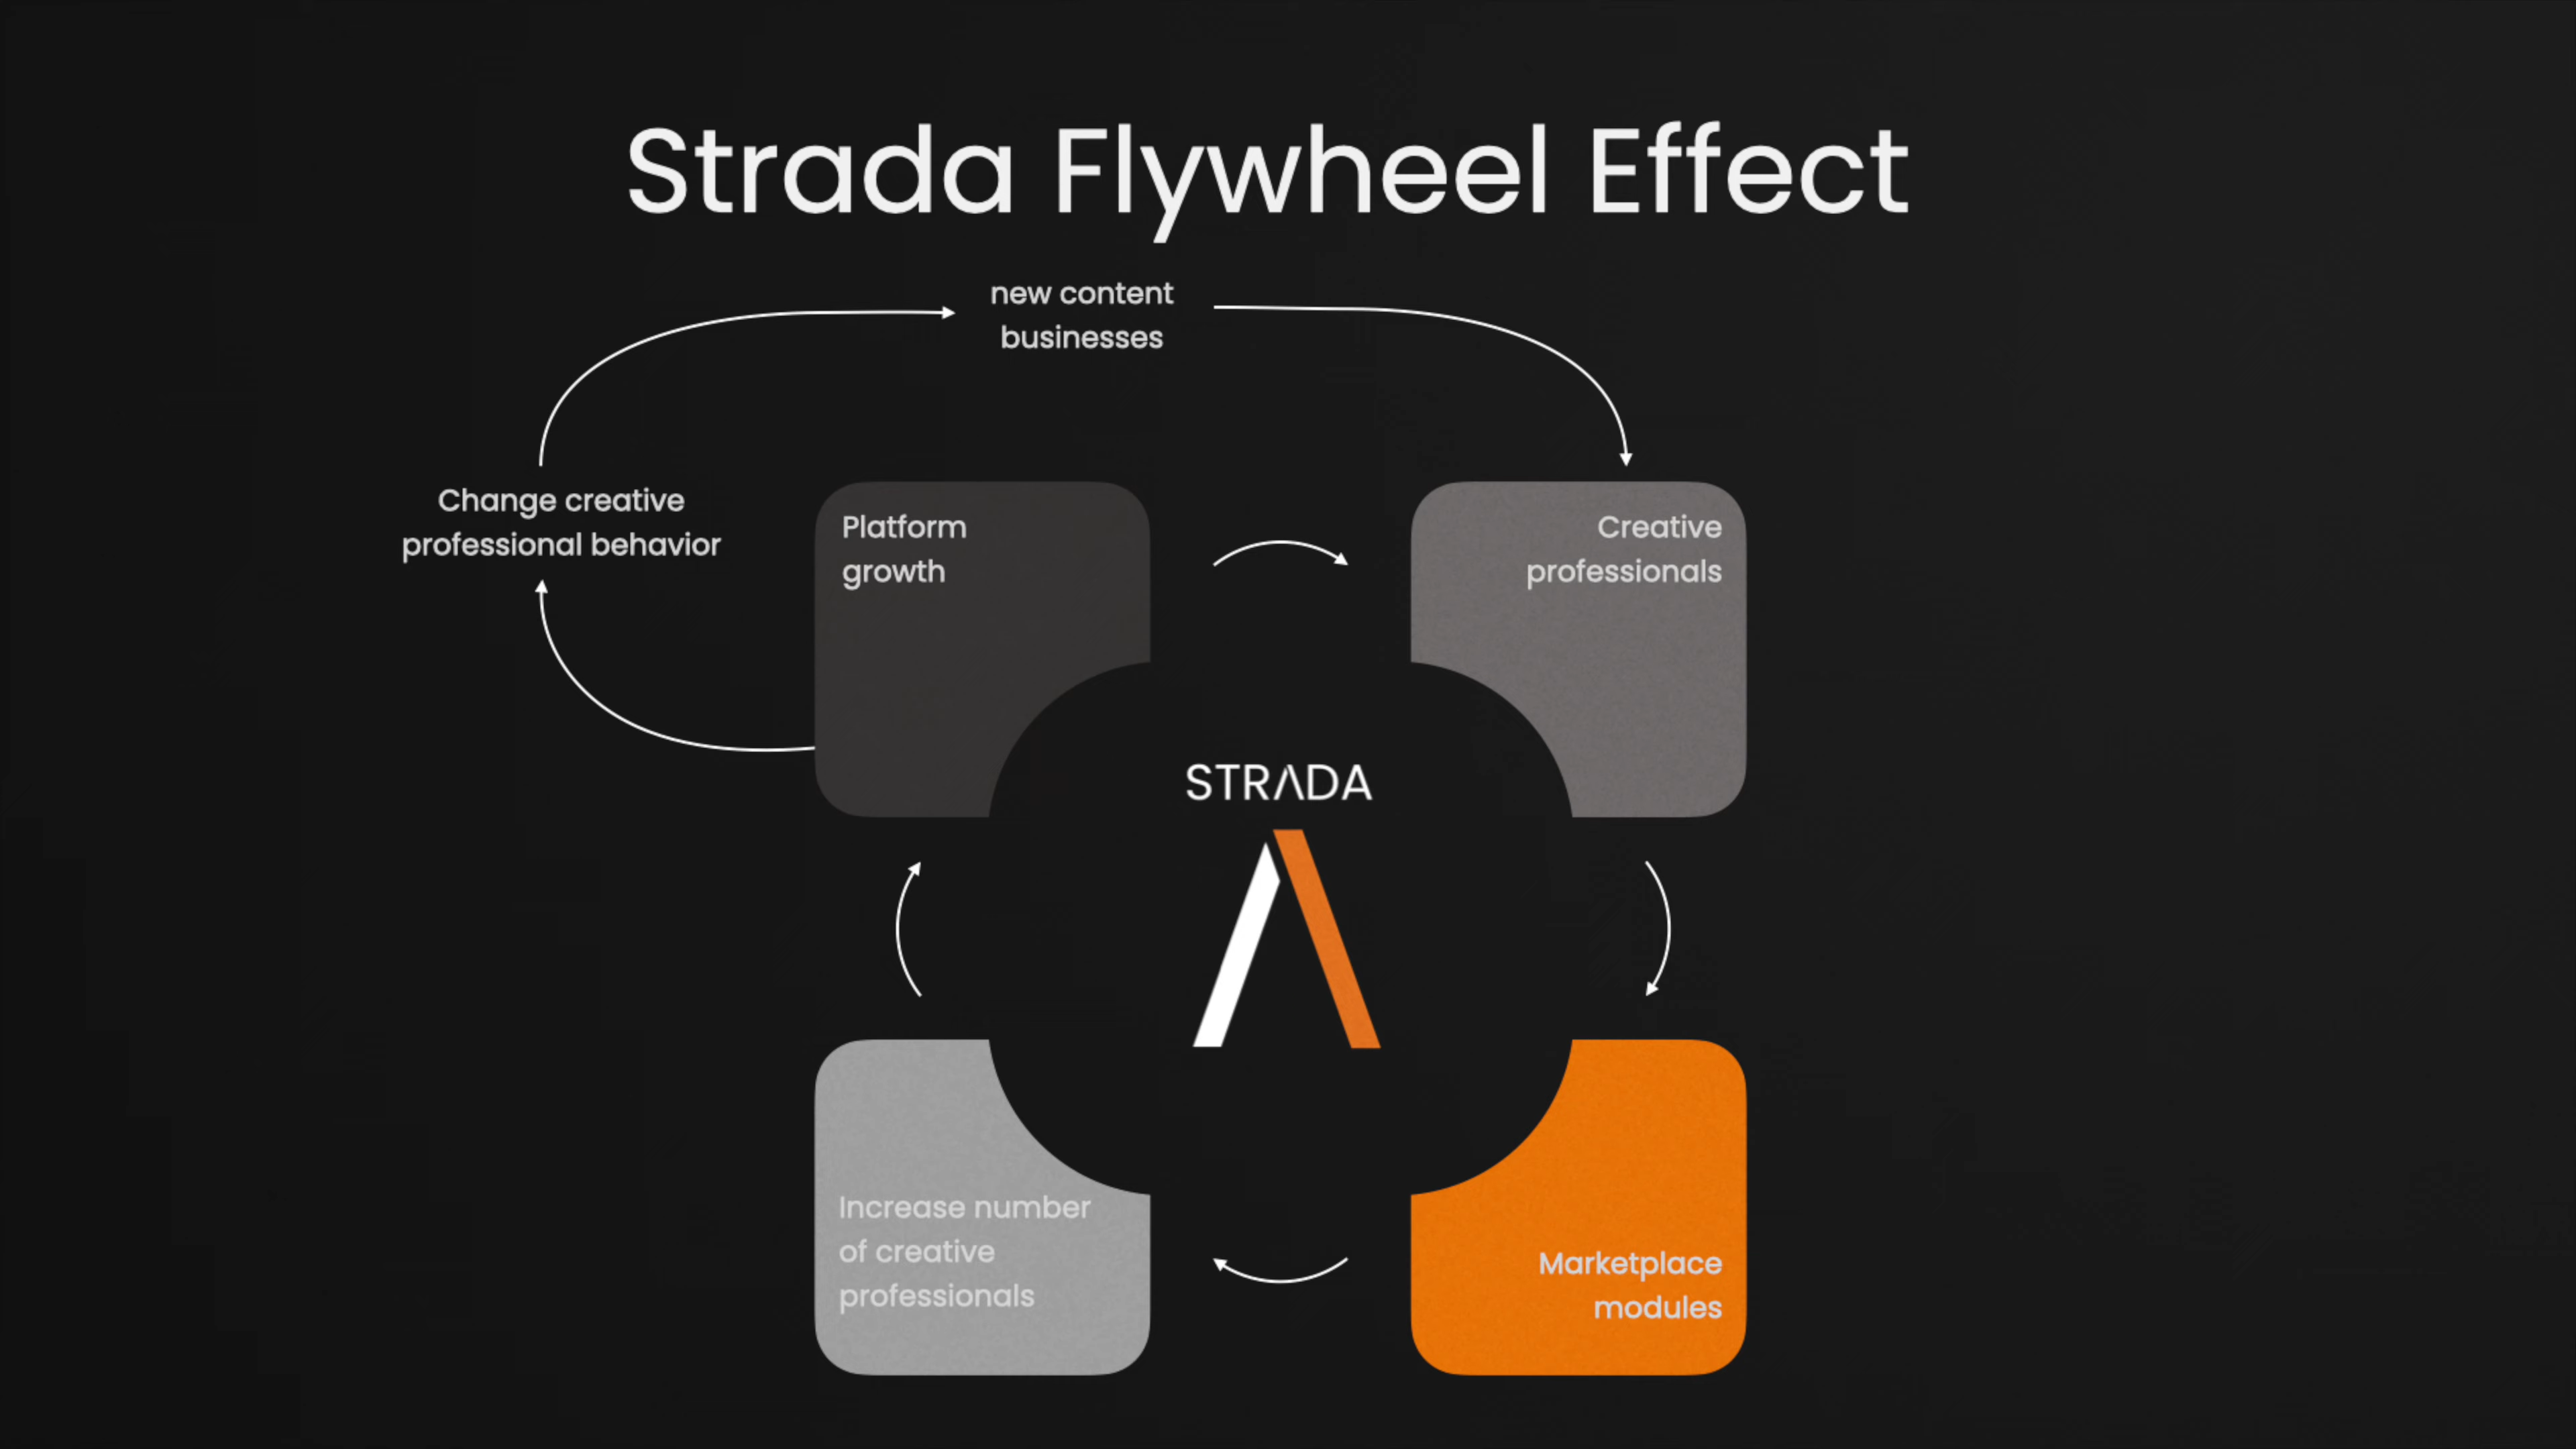 Strada Flywheel Effect
new content
businesses
Change creative
professional behavior
Platform
growth
Creative
professionals
STRADA
Increase number
of creative
professionals
Marketplace
modules